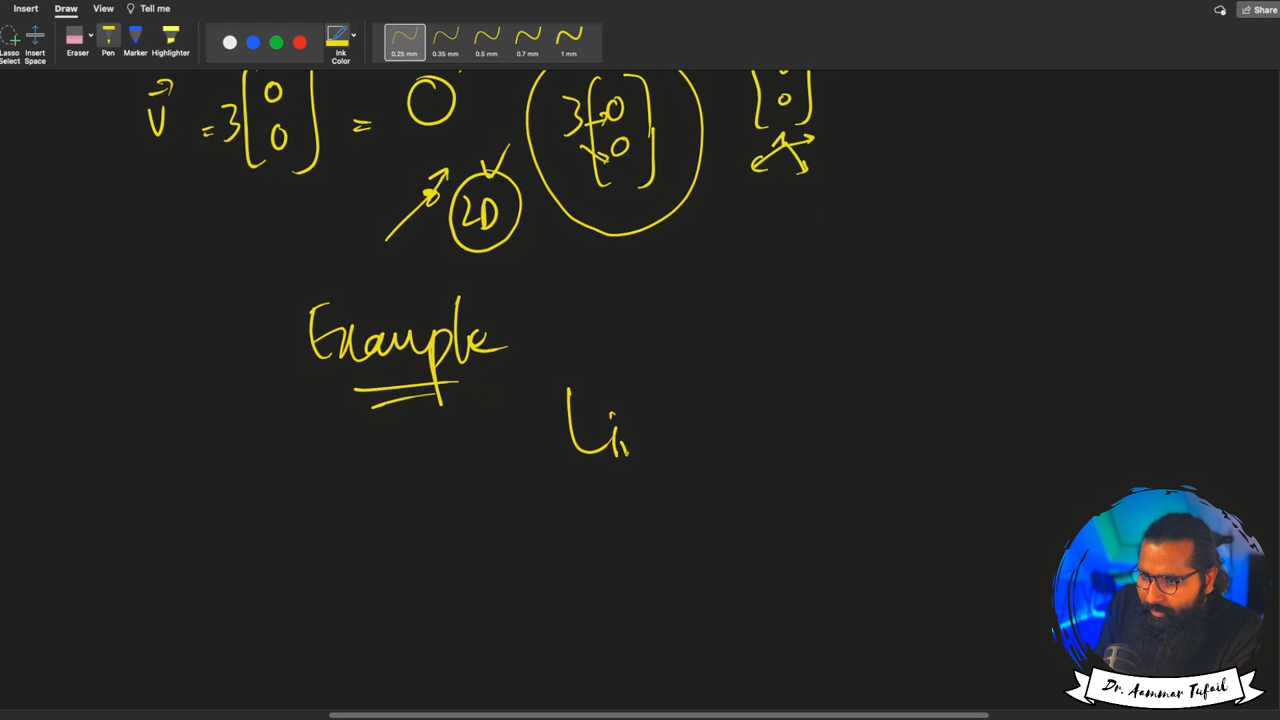 Insert Draw View Tell me Share
Lasso Select Insert Space Eraser Pen Marker Highlighter Ink Color 0.25 mm 0.35 mm 0.5 mm 0.7 mm 1 mm
V = 3 [0 0] = 0 3 [0 0] 0
2D
Example
Lin
Dr. Aammar Tufail